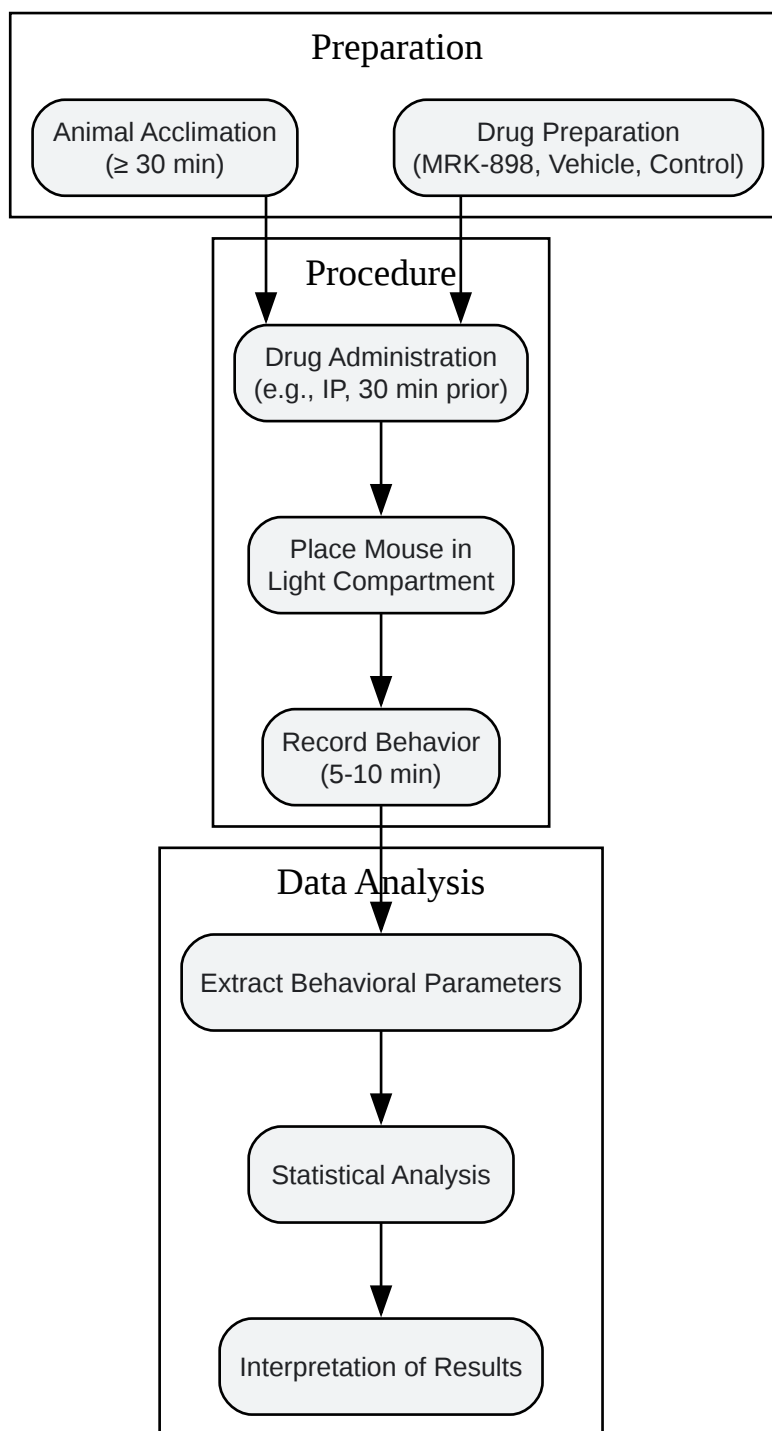 Preparation
Animal Acclimation
(≥ 30 min)
Drug Preparation
(MRK-898, Vehicle, Control)
Procedure
Drug Administration
(e.g., IP, 30 min prior)
Place Mouse in
Light Compartment
Record Behavior
(5-10 min)
Data Analysis
Extract Behavioral Parameters
Statistical Analysis
Interpretation of Results